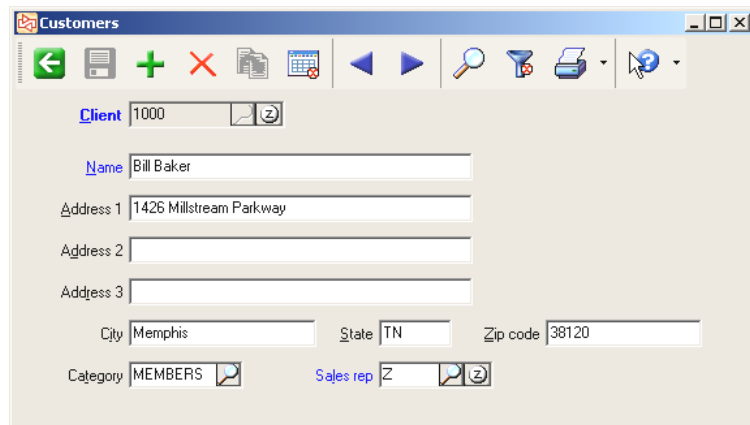 Customers
Client 1000
Name Bill Baker
Address 1 1426 Millstream Parkway
Address 2
Address 3
City Memphis State TN Zip code 38120
Category MEMBERS Sales rep Z